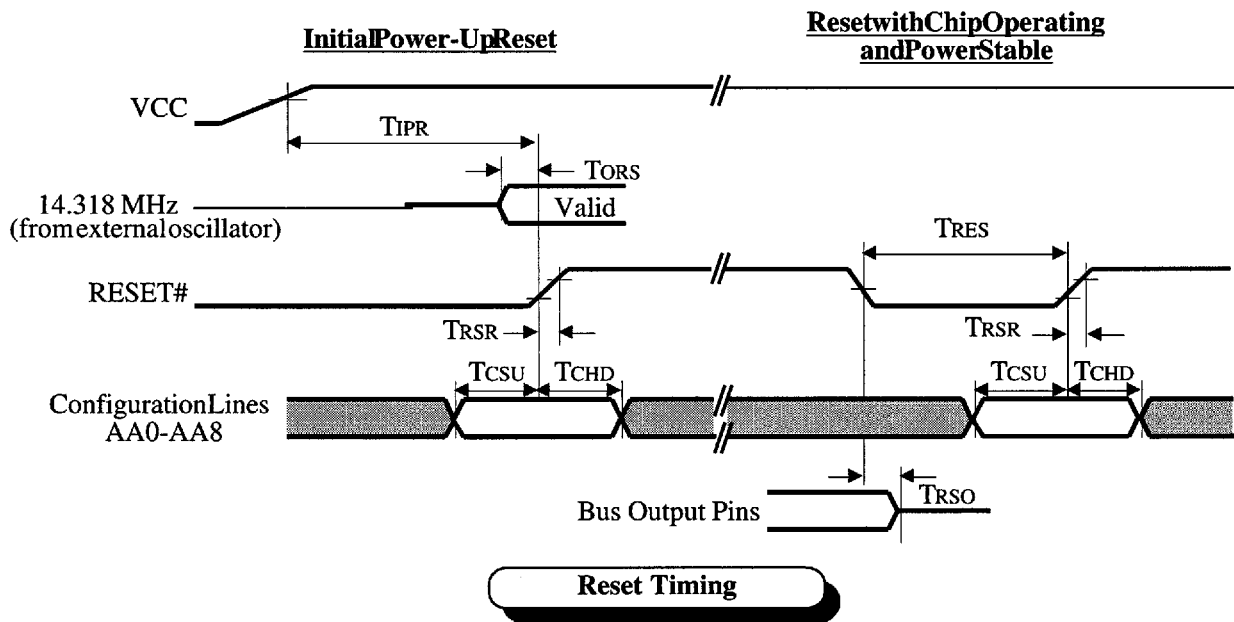 InitialPower-UpReset
ResetwithChipOperating
andPowerStable
VCC
TIPR
TORS
14.318 MHz
(fromexternaloscillator)
Valid
TRES
RESET#
TRSR
TRSR
TCSU
TCHD
TCSU
TCHD
ConfigurationLines
AA0-AA8
TRSO
Bus Output Pins
Reset Timing